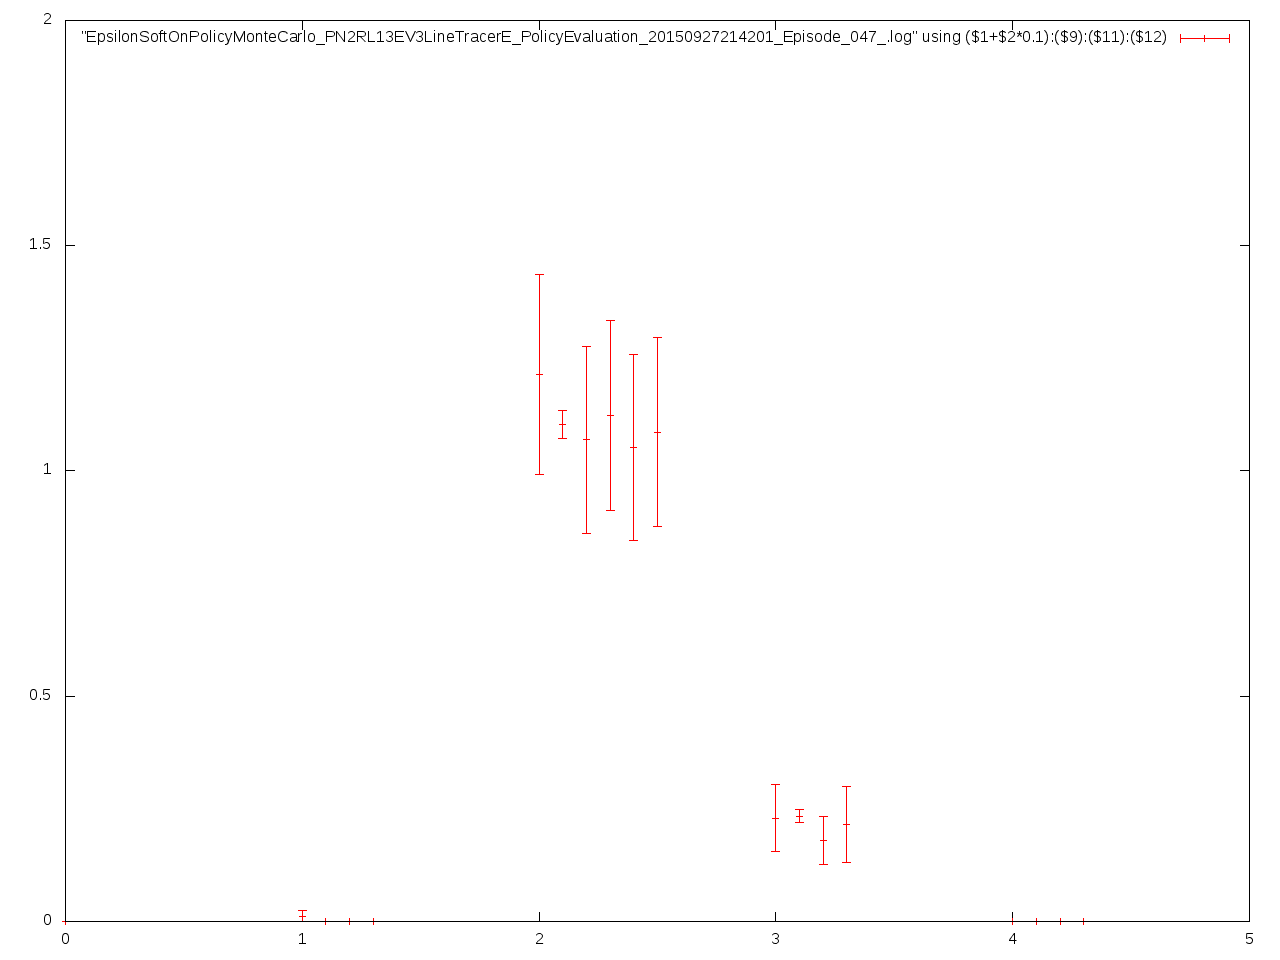 2
"EpsilonSoftOnPolicyMonteCarlo_PN2RL13EV3LineTracerE_PolicyEvaluation_20150927214201_Episode_047_.log" using ($1+$2*0.1):($9):($11):($12)
1.5
1
0.5
0
0 1 2 3 4 5